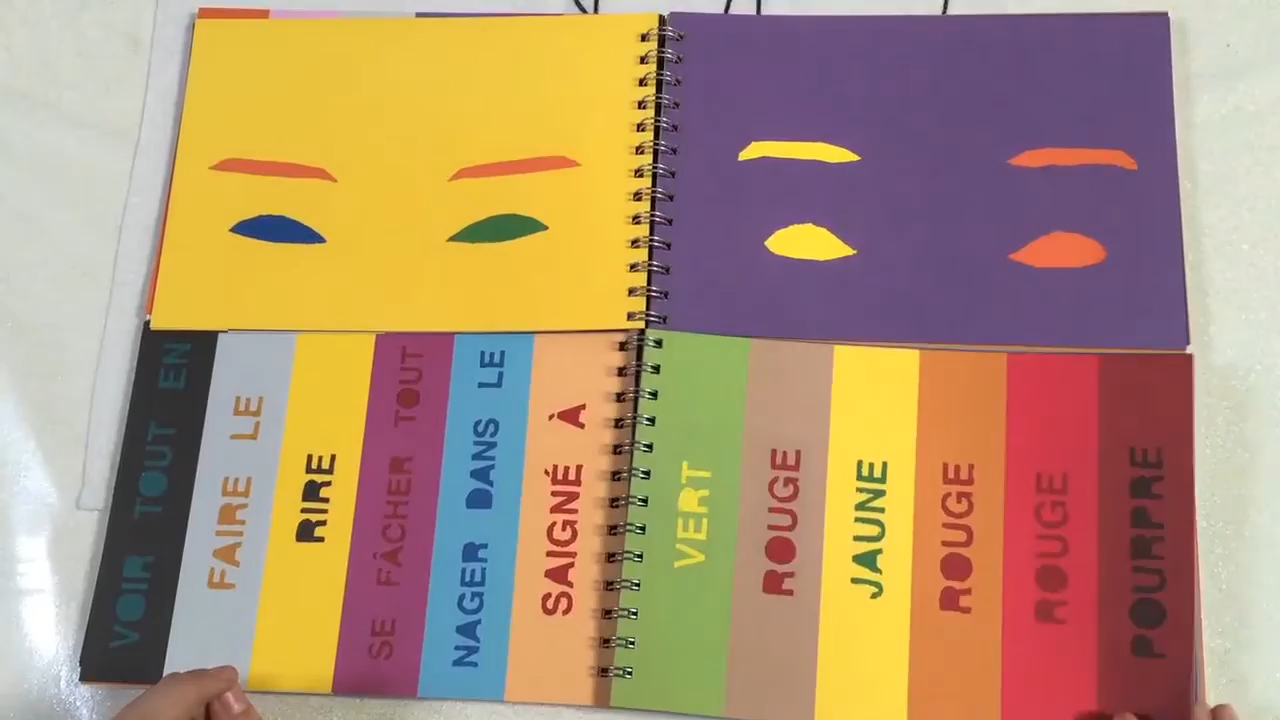 VOIR TOUT EN
FAIRE LE
RIRE
SE FÂCHER TOUT
NAGER DANS LE
SAIGNÉ À
VERT
ROUGE
JAUNE
ROUGE
ROUGE
POURPRE